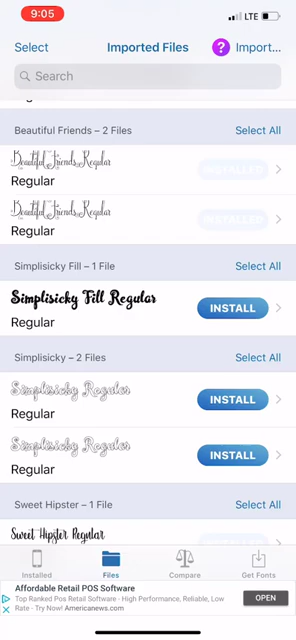 9:05
LTE
Select
Imported Files
?
Import...
Search
Beautiful Friends – 2 Files
Select All
Beautiful Friends Regular
INSTALLED
Regular
Beautiful Friends Regular
INSTALLED
Regular
Simplisicky Fill – 1 File
Select All
Simplisicky Fill Regular
INSTALL
Regular
Simplisicky – 2 Files
Select All
Simplisicky Regular
INSTALL
Regular
Simplisicky Regular
INSTALL
Regular
Sweet Hipster – 1 File
Select All
Sweet Hipster Regular
Installed
Files
Compare
Get Fonts
Affordable Retail POS Software
Top Ranked Pos Retail Software - High Performance, Reliable, Low
Rate - Try Now! Americanews.com
OPEN